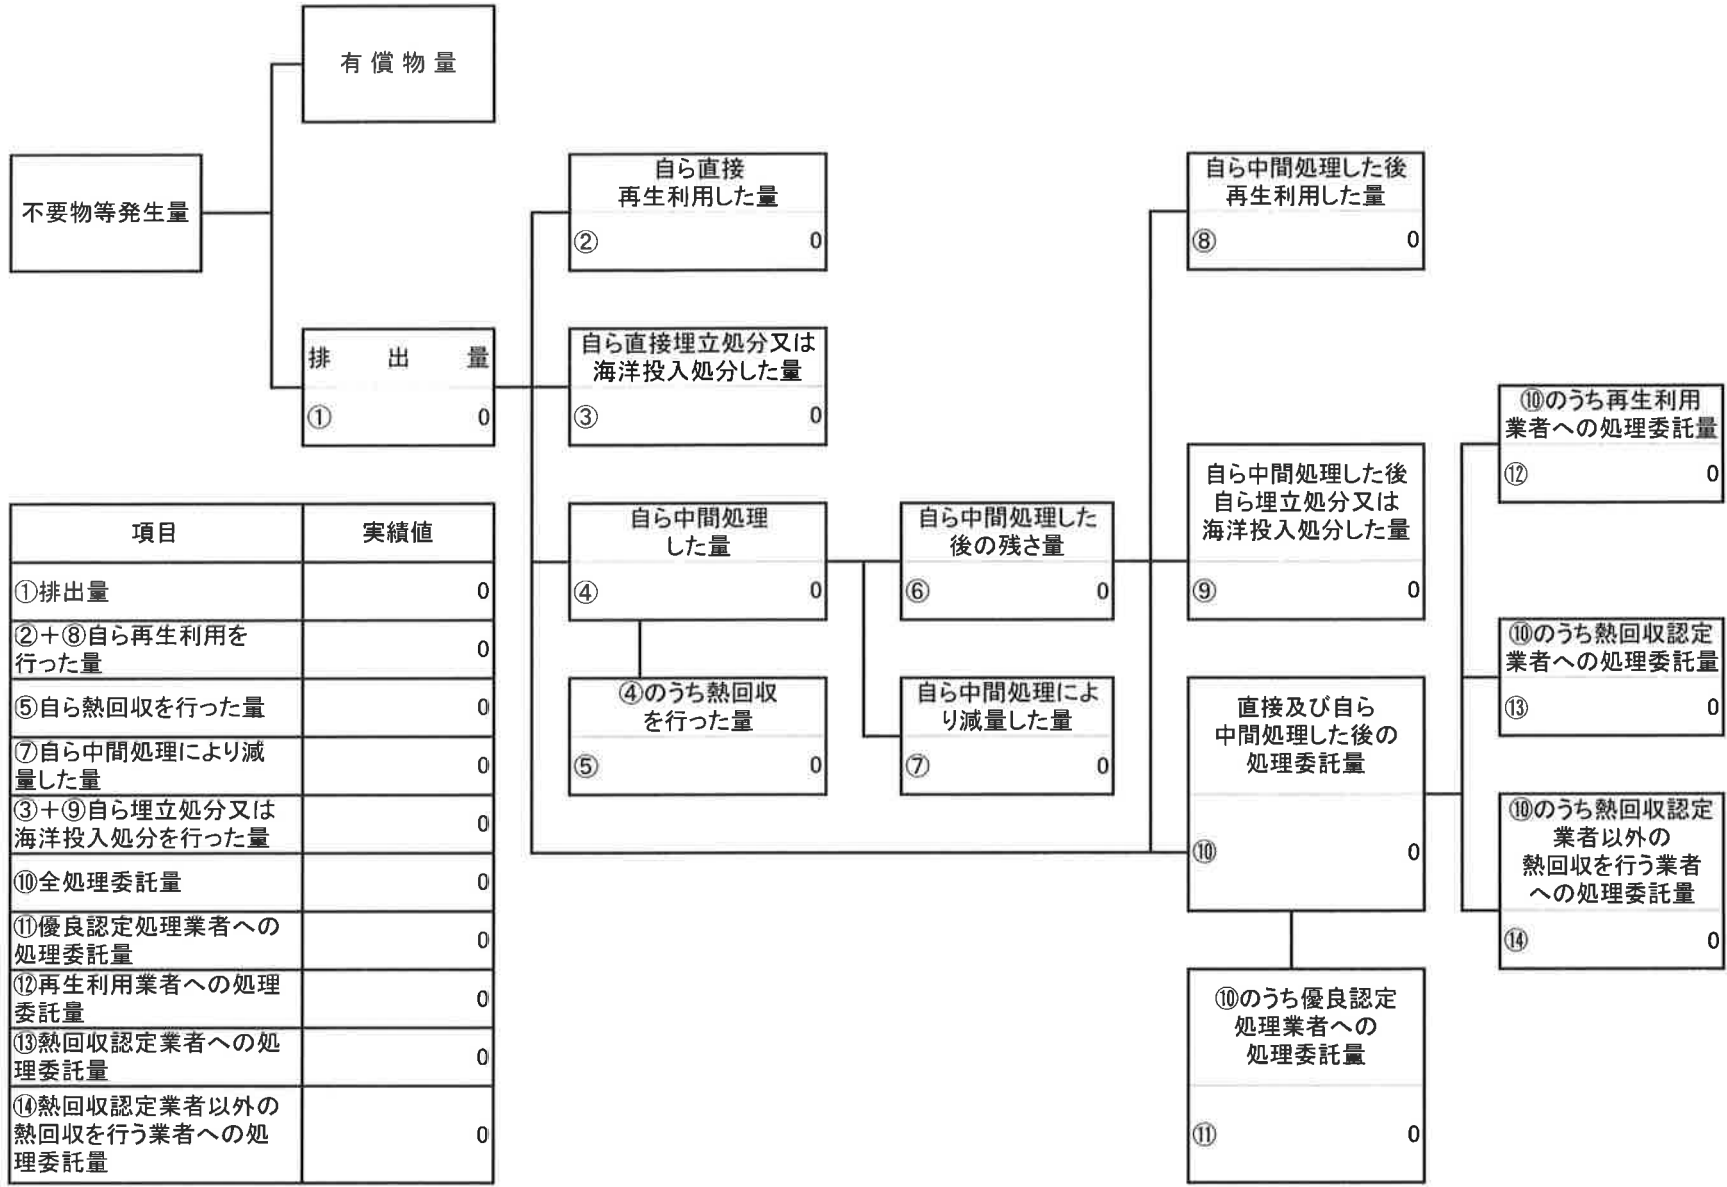 有償物量
不要物等発生量
排出量
① 0
自ら直接
再生利用した量
② 0
自ら直接埋立処分又は
海洋投入処分した量
③ 0
自ら中間処理
した量
④ 0
④のうち熱回収
を行った量
⑤ 0
自ら中間処理した
後の残さ量
⑥ 0
自ら中間処理によ
り減量した量
⑦ 0
自ら中間処理した後
再生利用した量
⑧ 0
自ら中間処理した後
自ら埋立処分又は
海洋投入処分した量
⑨ 0
直接及び自ら
中間処理した後の
処理委託量
⑩ 0
⑩のうち優良認定
処理業者への
処理委託量
⑪ 0
⑩のうち再生利用
業者への処理委託量
⑫ 0
⑩のうち熱回収認定
業者への処理委託量
⑬ 0
⑩のうち熱回収認定
業者以外の
熱回収を行う業者
への処理委託量
⑭ 0
項目 実績値
①排出量 0
②+⑧自ら再生利用を
行った量 0
⑤自ら熱回収を行った量 0
⑦自ら中間処理により減
量した量 0
③+⑨自ら埋立処分又は
海洋投入処分を行った量 0
⑩全処理委託量 0
⑪優良認定処理業者への
処理委託量 0
⑫再生利用業者への処理
委託量 0
⑬熱回収認定業者への処
理委託量 0
⑭熱回収認定業者以外の
熱回収を行う業者への処
理委託量 0